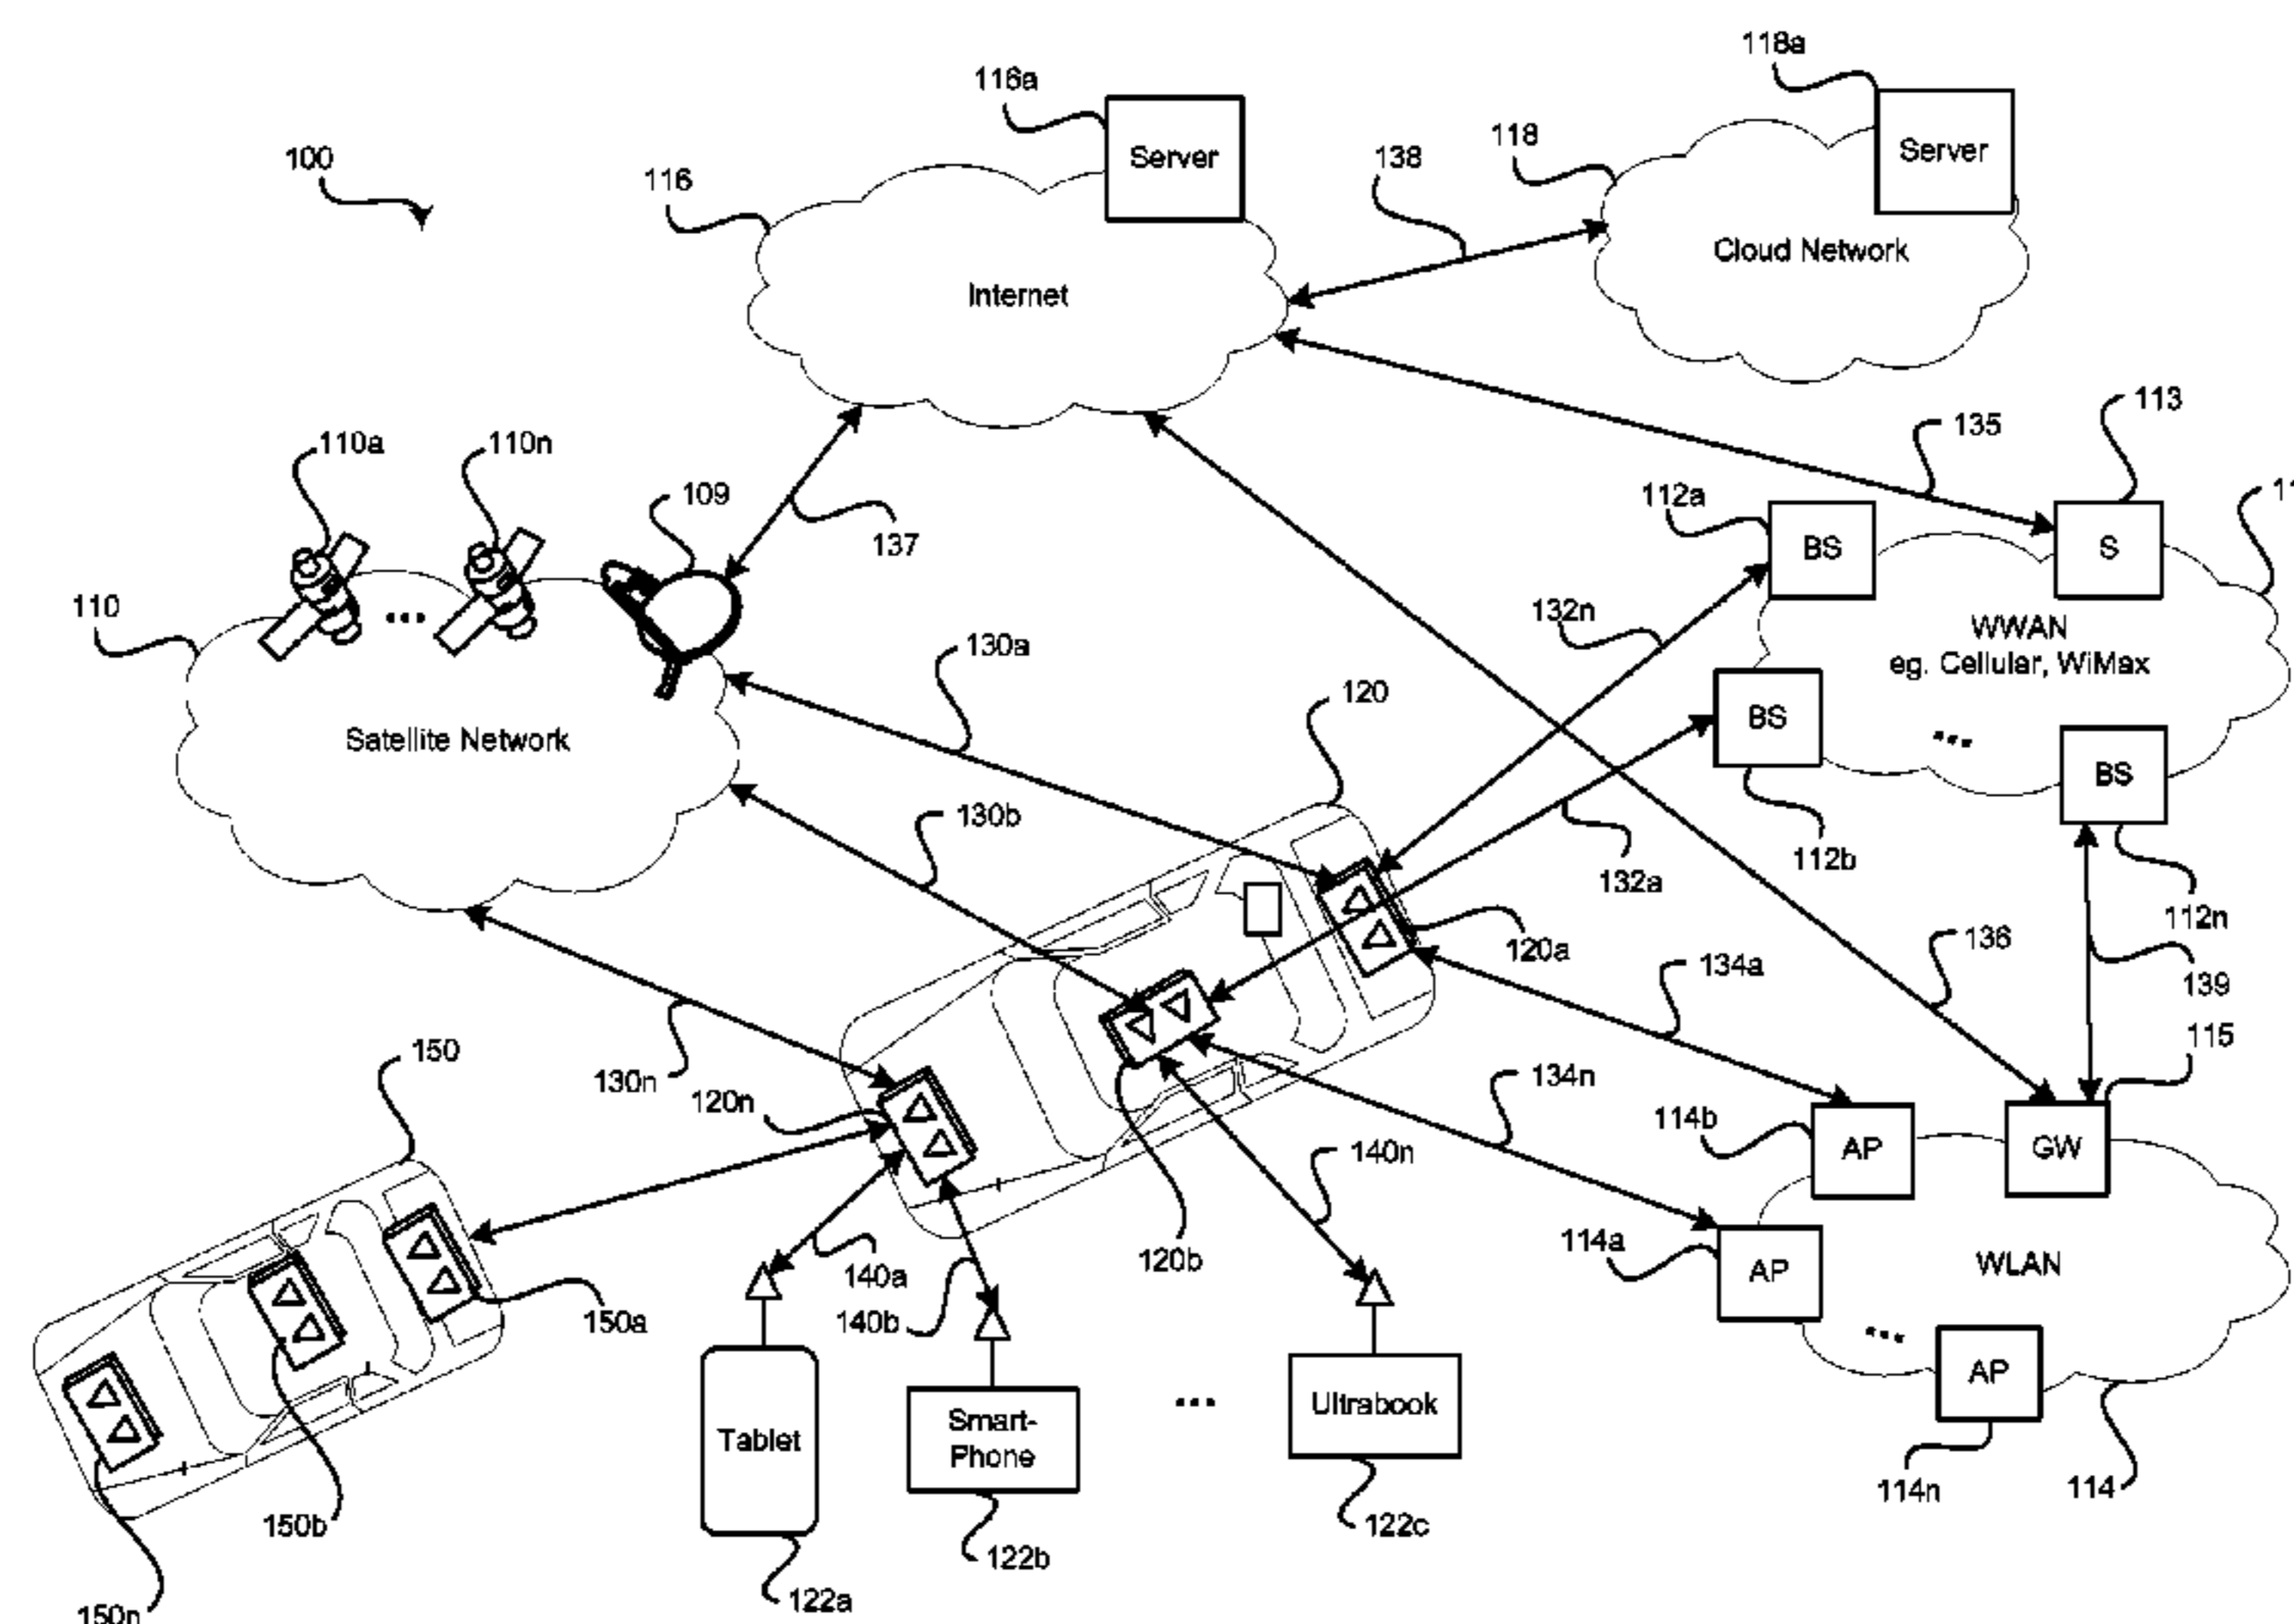 118a
116a
Server
Server
118
138
100
116
Cloud Network
Internet
113
135
110a
110n
109
112a
137
BS
S
110
132n
WWAN
eg. Cellular, WiMax
130a
120
BS
Satellite Network
BS
130b
112b
132a
112n
120a
136
134a
139
150
115
130n
134n
120n
114b
AP
GW
140n
114a
120b
AP
WLAN
140a
150a
140b
AP
Ultrabook
Smart-
Phone
Tablet
114n
114
150b
122c
122b
122a
150n